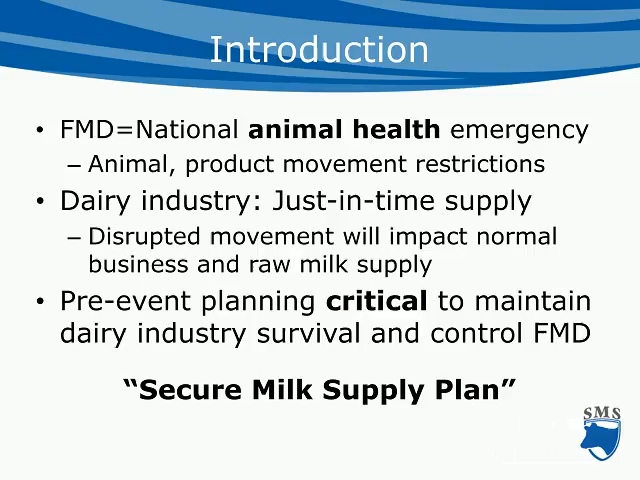 Introduction
• FMD=National animal health emergency
– Animal, product movement restrictions
• Dairy industry: Just-in-time supply
– Disrupted movement will impact normal
business and raw milk supply
• Pre-event planning critical to maintain
dairy industry survival and control FMD
“Secure Milk Supply Plan”
SMS